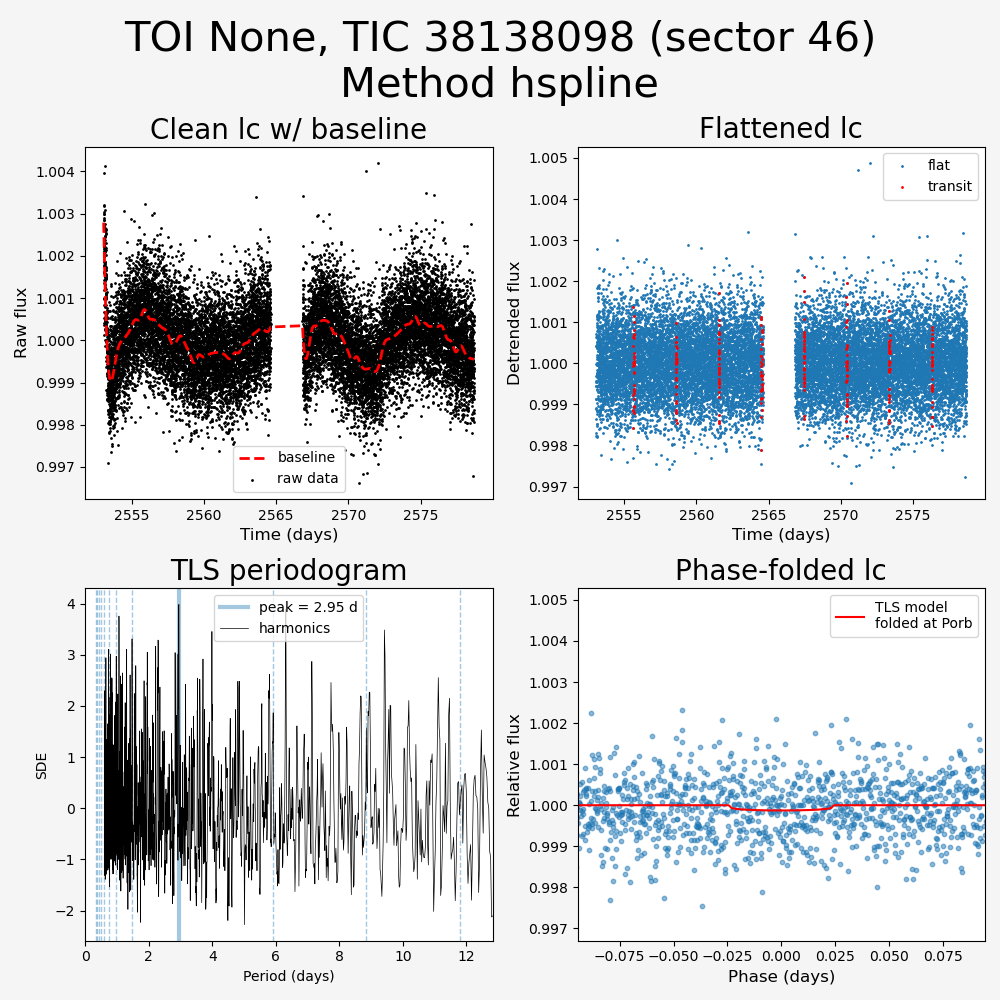 TOI None, TIC 38138098 (sector 46)
Method hspline
Clean lc w/ baseline
Raw flux
1.004
1.003
1.002
1.001
1.000
0.999
0.998
0.997
baseline
raw data
2555
2560
2565
2570
2575
Time (days)
Flattened lc
Detrended flux
1.005
1.004
1.003
1.002
1.001
1.000
0.999
0.998
0.997
flat
transit
2555
2560
2565
2570
2575
Time (days)
TLS periodogram
SDE
4
3
2
1
0
−1
−2
peak = 2.95 d
harmonics
0
2
4
6
8
10
12
Period (days)
Phase-folded lc
Relative flux
1.005
1.004
1.003
1.002
1.001
1.000
0.999
0.998
0.997
TLS model
folded at Porb
−0.075
−0.050
−0.025
0.000
0.025
0.050
0.075
Phase (days)